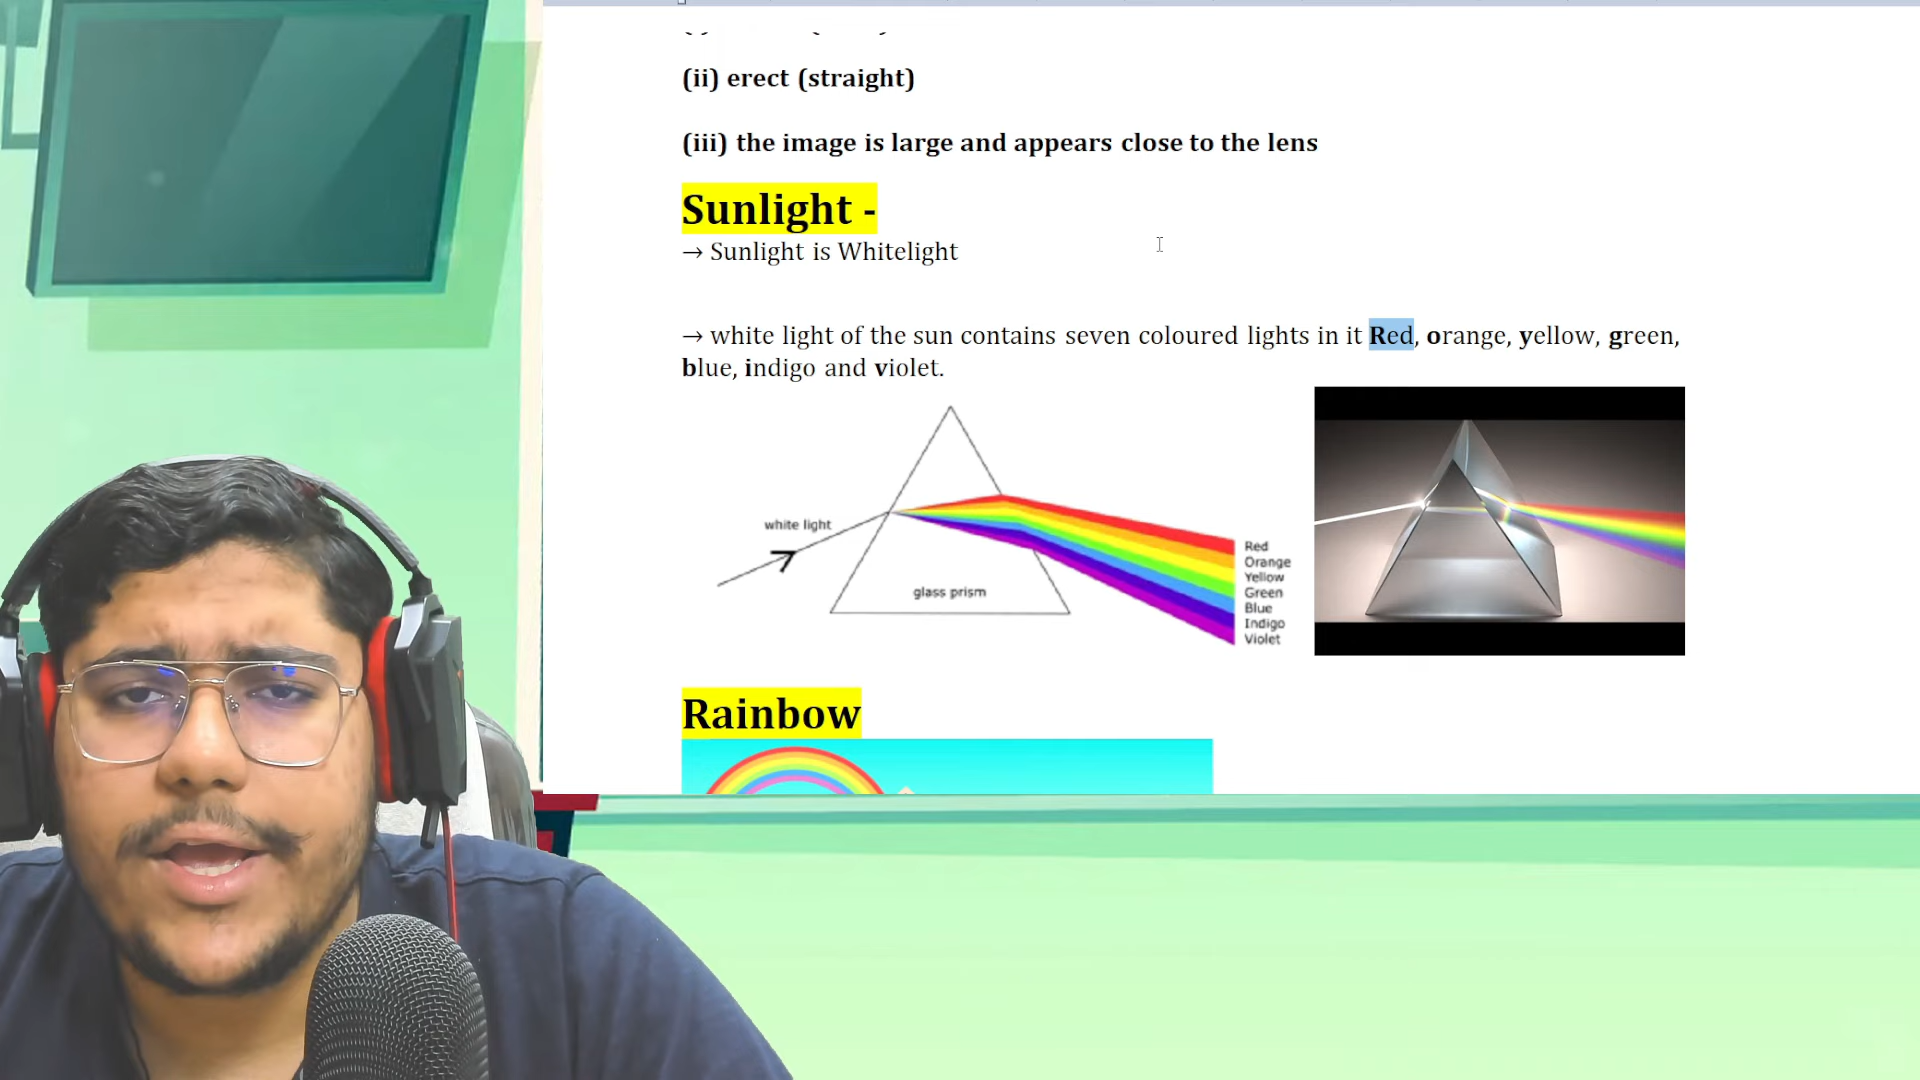 (ii) erect (straight)
(iii) the image is large and appears close to the lens
Sunlight -
→ Sunlight is Whitelight
→ white light of the sun contains seven coloured lights in it Red, orange, yellow, green,
blue, indigo and violet.
white light
glass prism
Red
Orange
Yellow
Green
Blue
Indigo
Violet
Rainbow